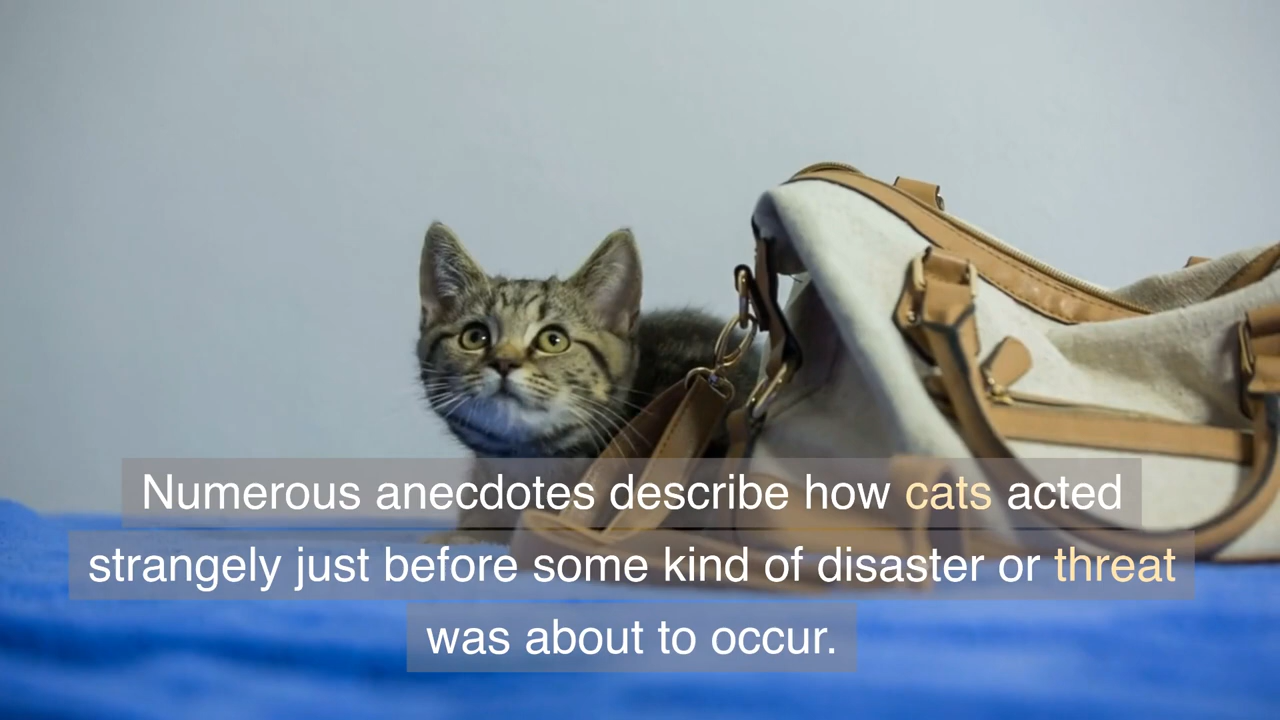 Numerous anecdotes describe how cats acted
strangely just before some kind of disaster or threat
was about to occur.